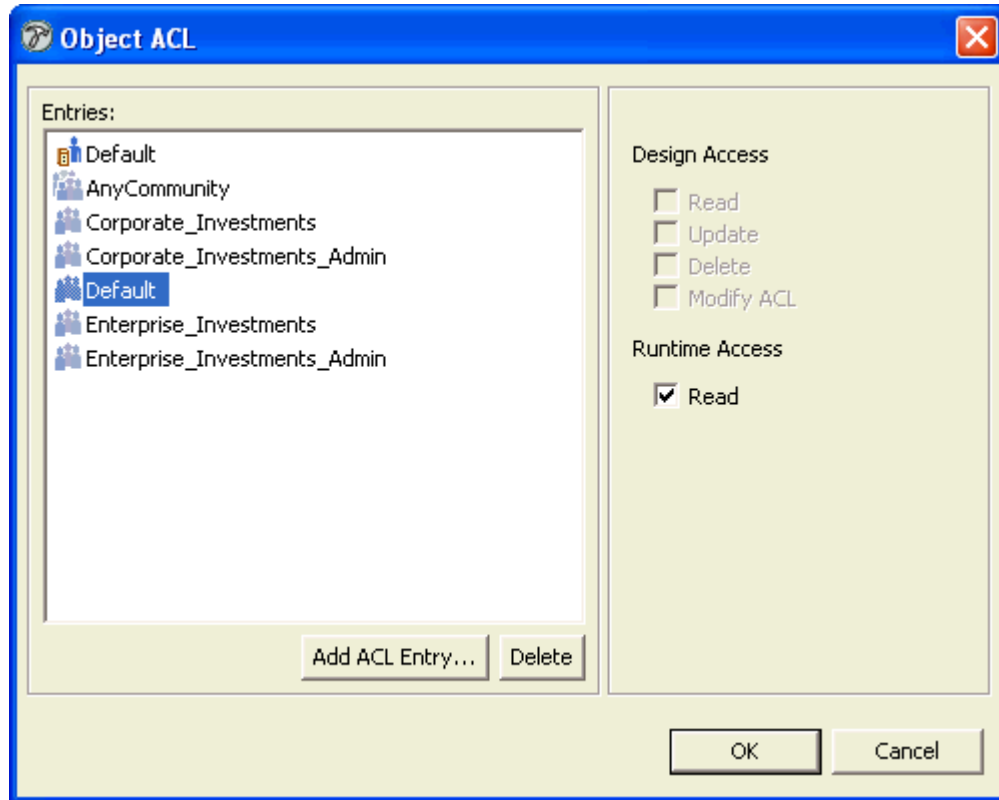 Object ACL
Entries:
Default
AnyCommunity
Corporate_Investments
Corporate_Investments_Admin
Default
Enterprise_Investments
Enterprise_Investments_Admin
Add ACL Entry... Delete
Design Access
Read
Update
Delete
Modify ACL
Runtime Access
Read
OK Cancel